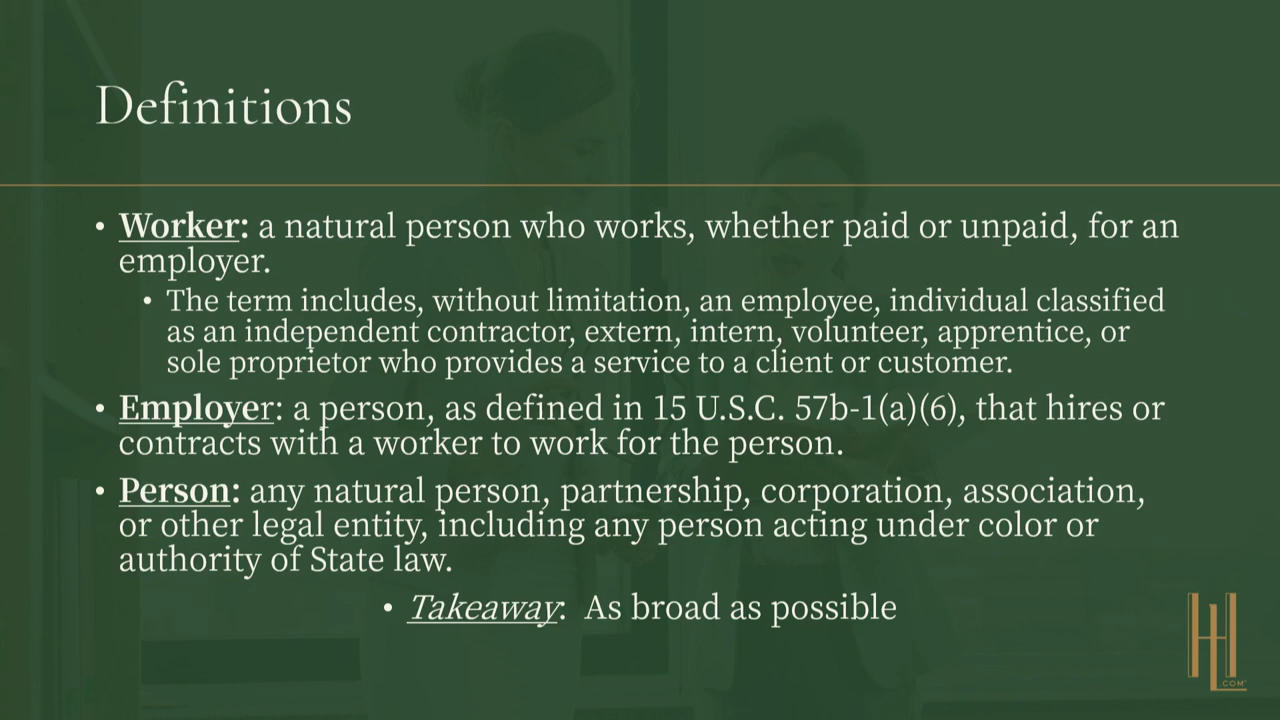 Definitions
• Worker: a natural person who works, whether paid or unpaid, for an
employer.
• The term includes, without limitation, an employee, individual classified
as an independent contractor, extern, intern, volunteer, apprentice, or
sole proprietor who provides a service to a client or customer.
• Employer: a person, as defined in 15 U.S.C. 57b-1(a)(6), that hires or
contracts with a worker to work for the person.
• Person: any natural person, partnership, corporation, association,
or other legal entity, including any person acting under color or
authority of State law.
• Takeaway:  As broad as possible
HL
.COM